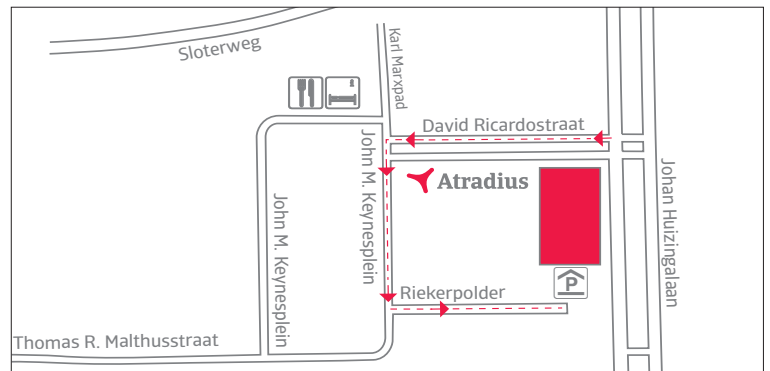 Sloterweg
Karl Marxpad
David Ricardostraat
John M. Keynesplein
Atradius
John M. Keynesplein
Johan Huizingalaan
P
Riekerpolder
Thomas R. Malthusstraat